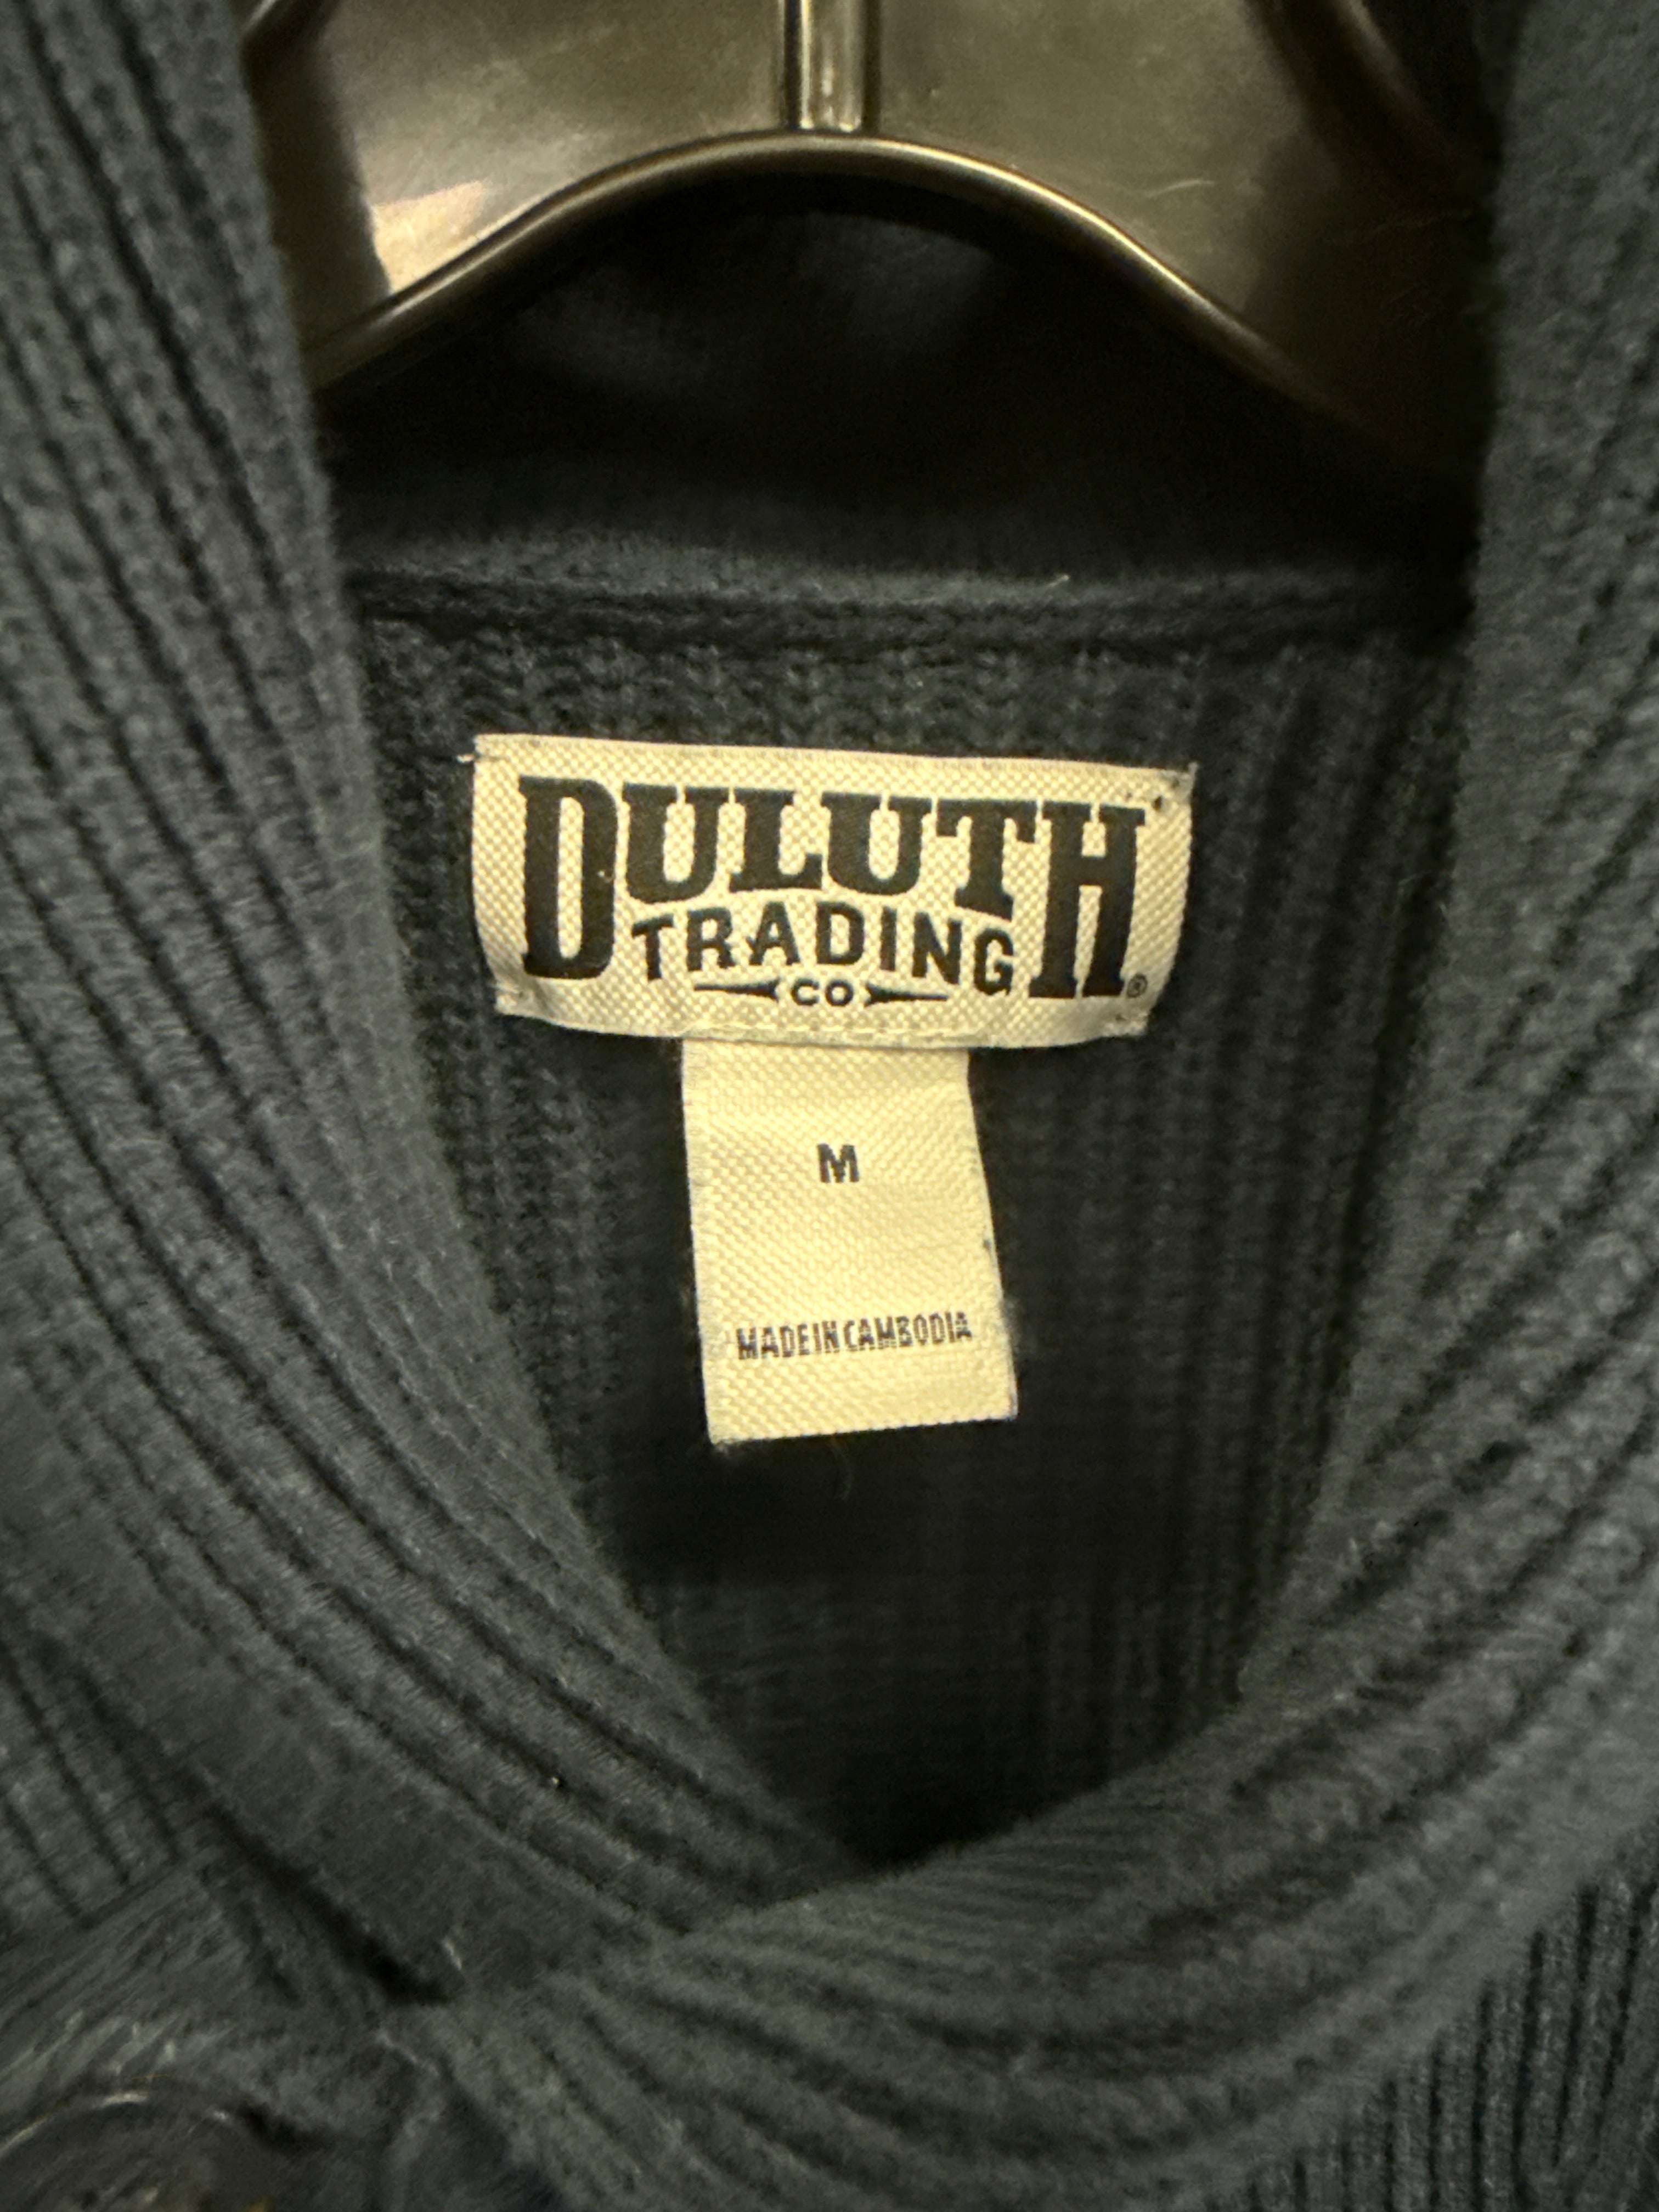 DULUTH
TRADING
CO ®
M
MADE IN CAMBODIA